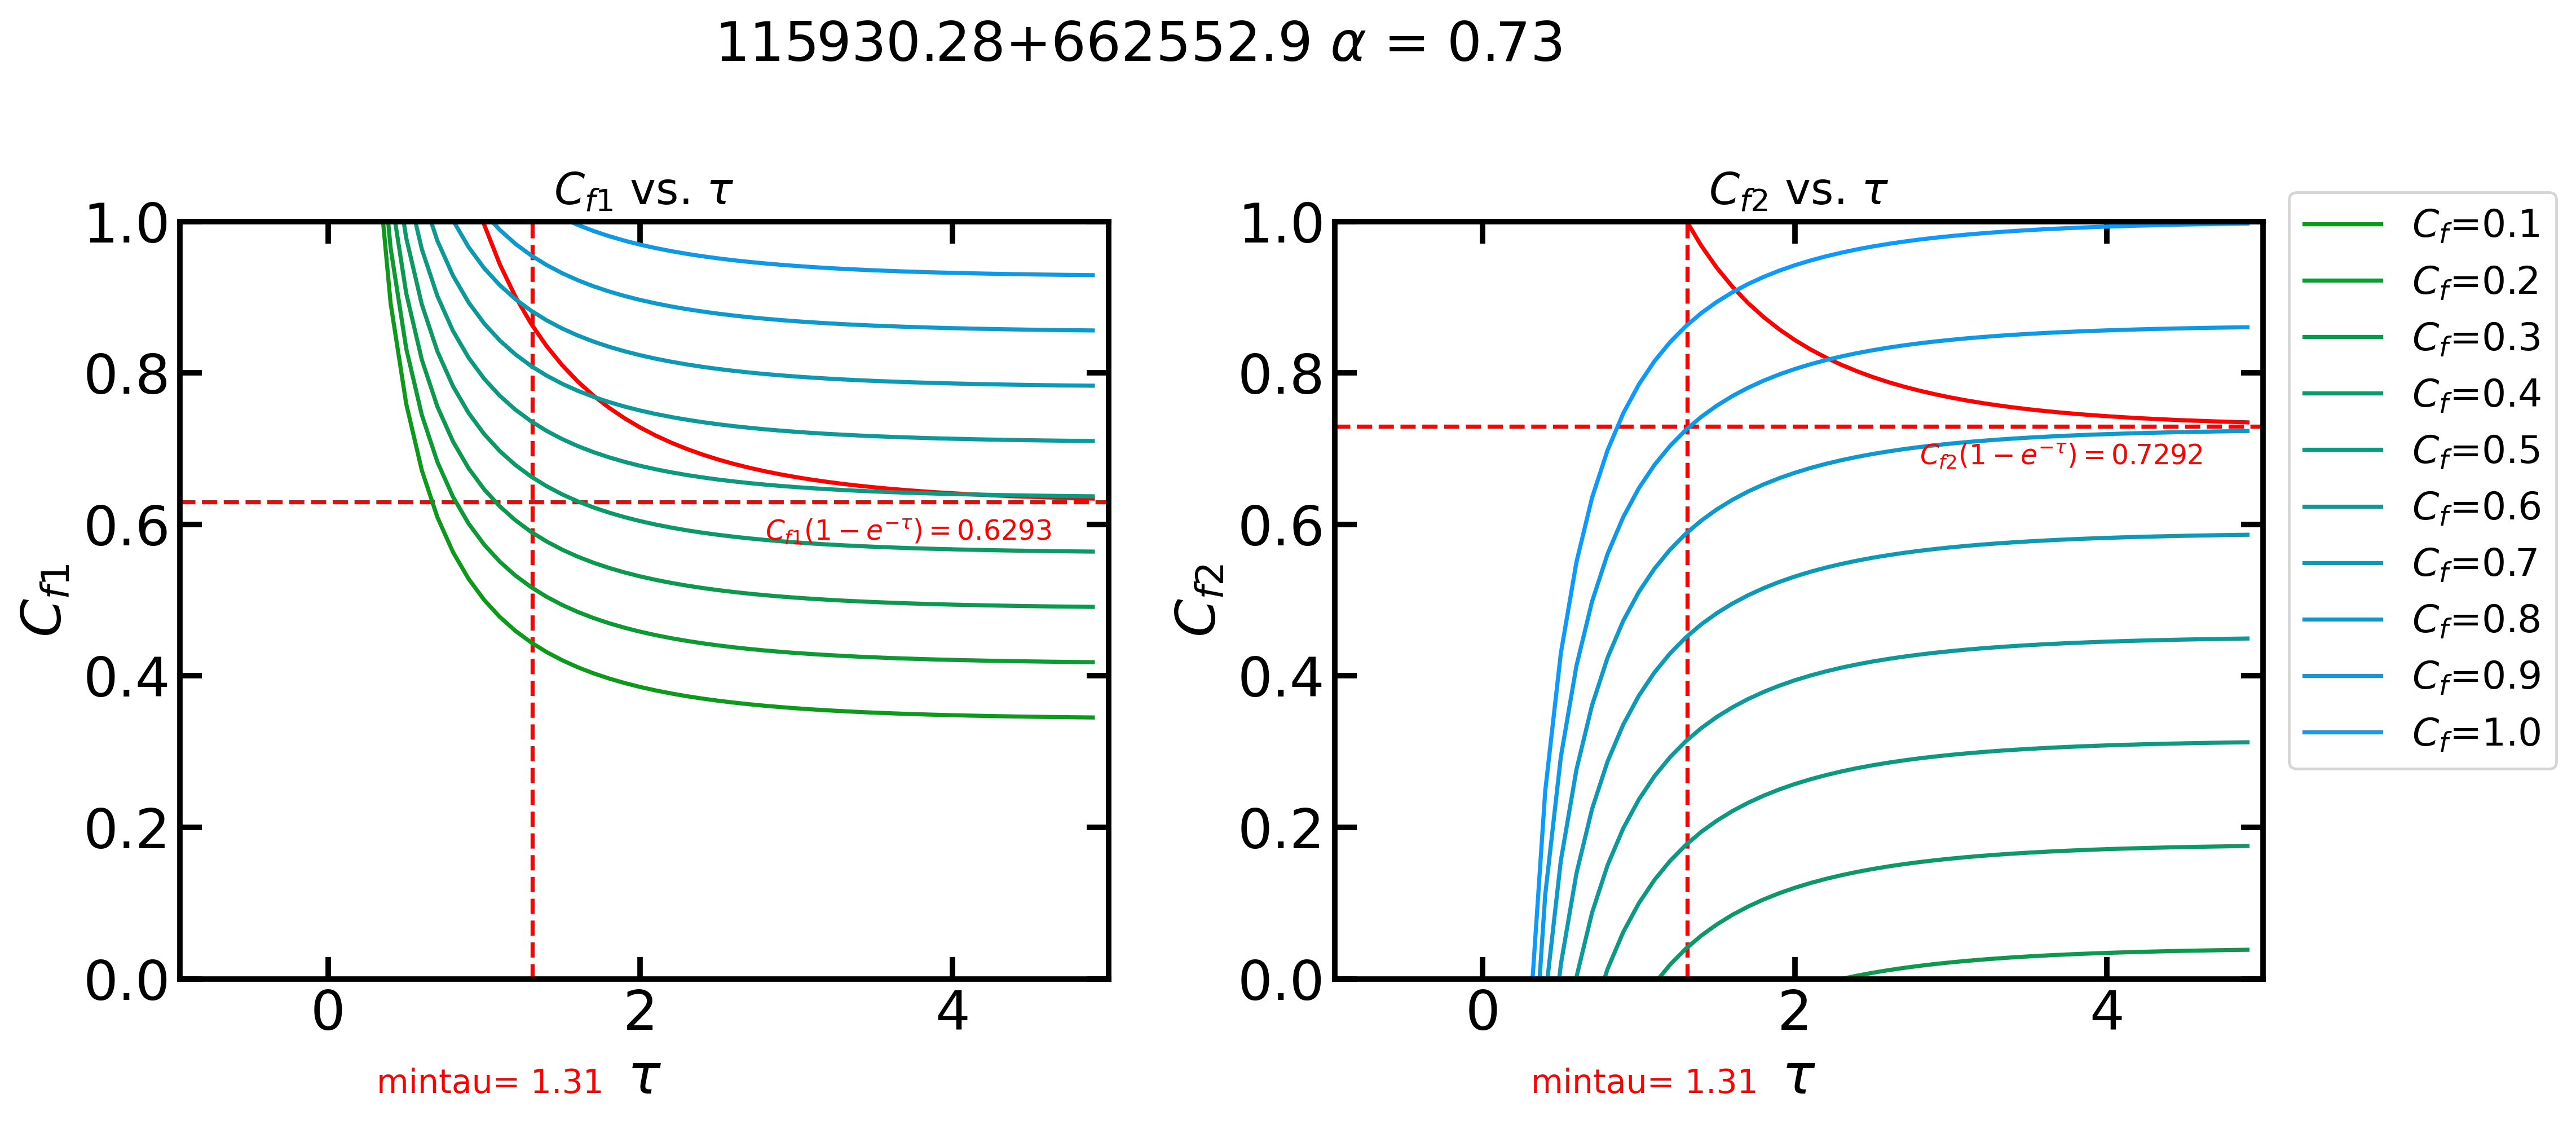 115930.28+662552.9 α = 0.73
C_{f1} vs. τ
1.0
0.8
0.6
0.4
0.2
0.0
C_{f1}
C_{f1}(1 − e^{−τ}) = 0.6293
0
2
4
mintau= 1.31
τ
C_{f2} vs. τ
1.0
0.8
0.6
0.4
0.2
0.0
C_{f2}
C_{f2}(1 − e^{−τ}) = 0.7292
0
2
4
mintau= 1.31
τ
C_f=0.1
C_f=0.2
C_f=0.3
C_f=0.4
C_f=0.5
C_f=0.6
C_f=0.7
C_f=0.8
C_f=0.9
C_f=1.0